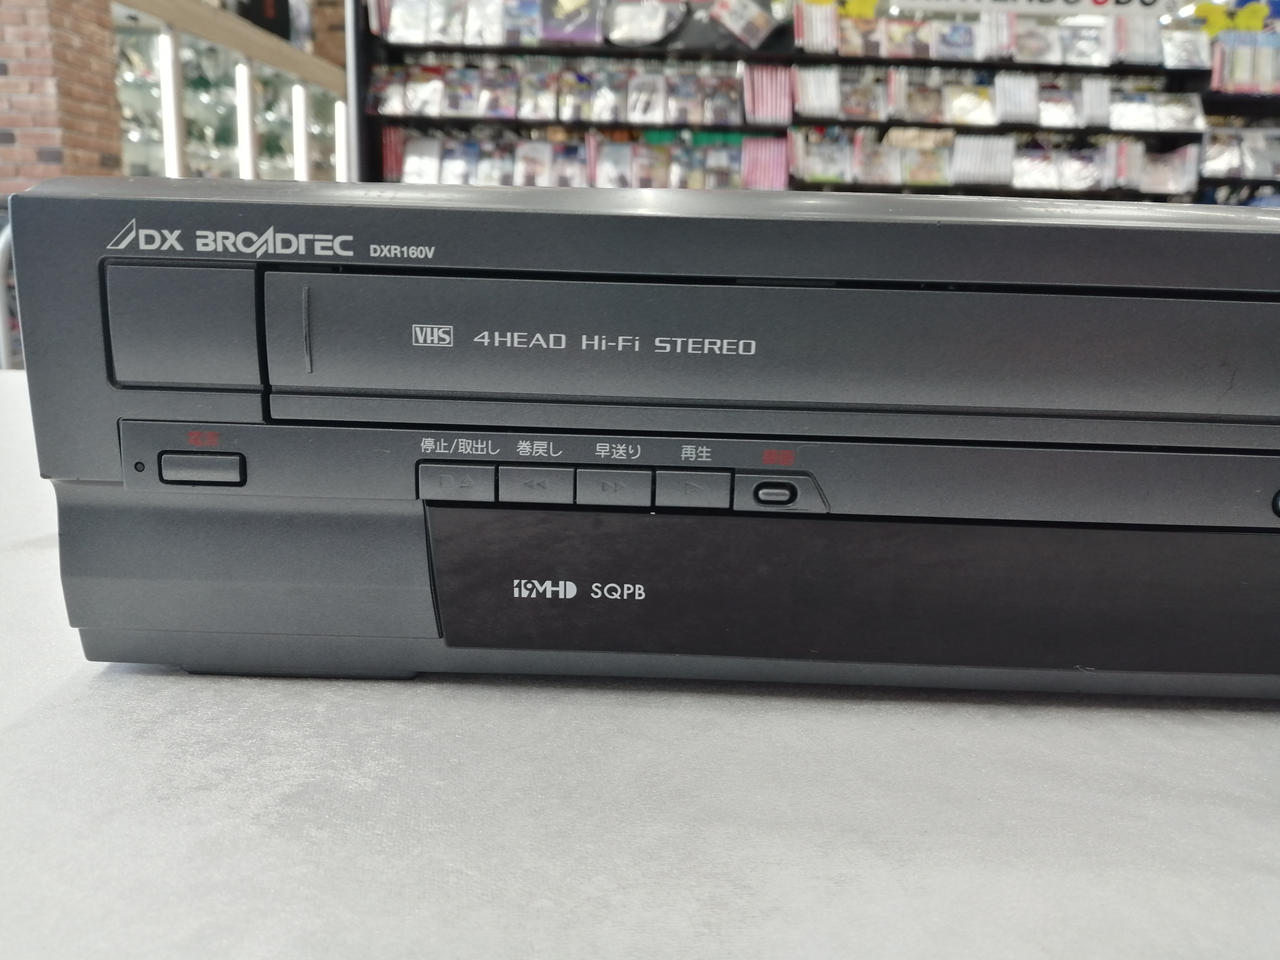 DX BROADTEC DXR160V
VHS 4HEAD Hi-Fi STEREO
停止/取出し 巻戻し 早送り 再生
19MHD SQPB